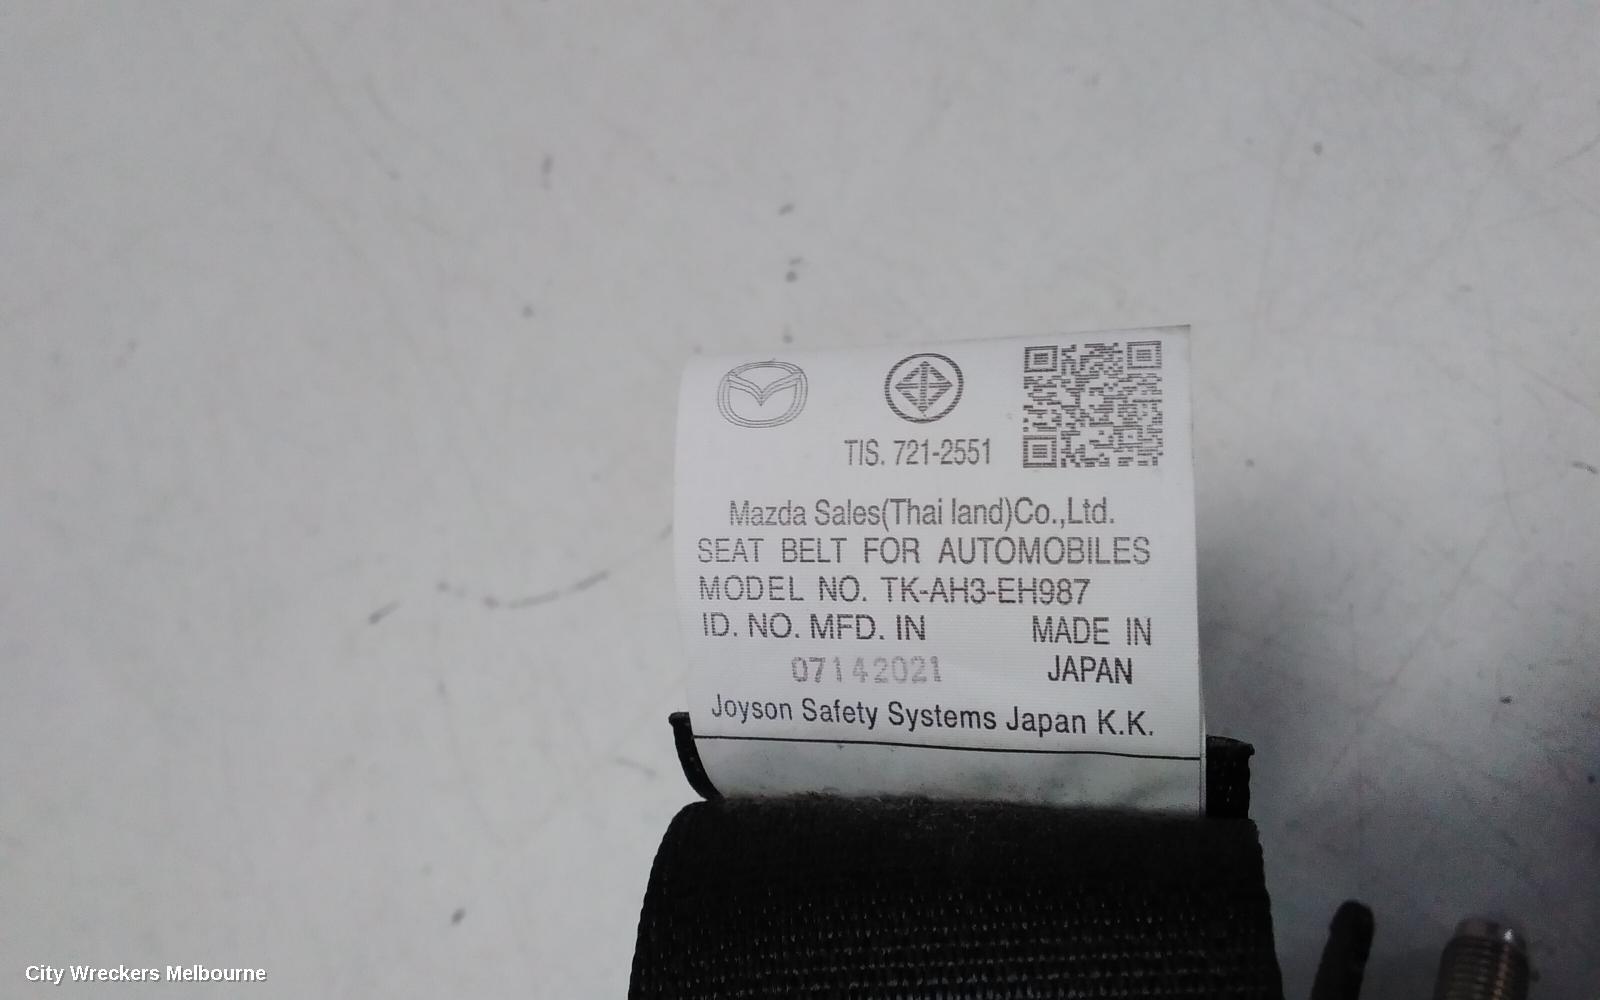 TIS. 721-2551
Mazda Sales(Thai land)Co.,Ltd.
SEAT BELT FOR AUTOMOBILES
MODEL NO. TK-AH3-EH987
ID. NO. MFD. IN MADE IN
07142021 JAPAN
Joyson Safety Systems Japan K.K.
City Wreckers Melbourne